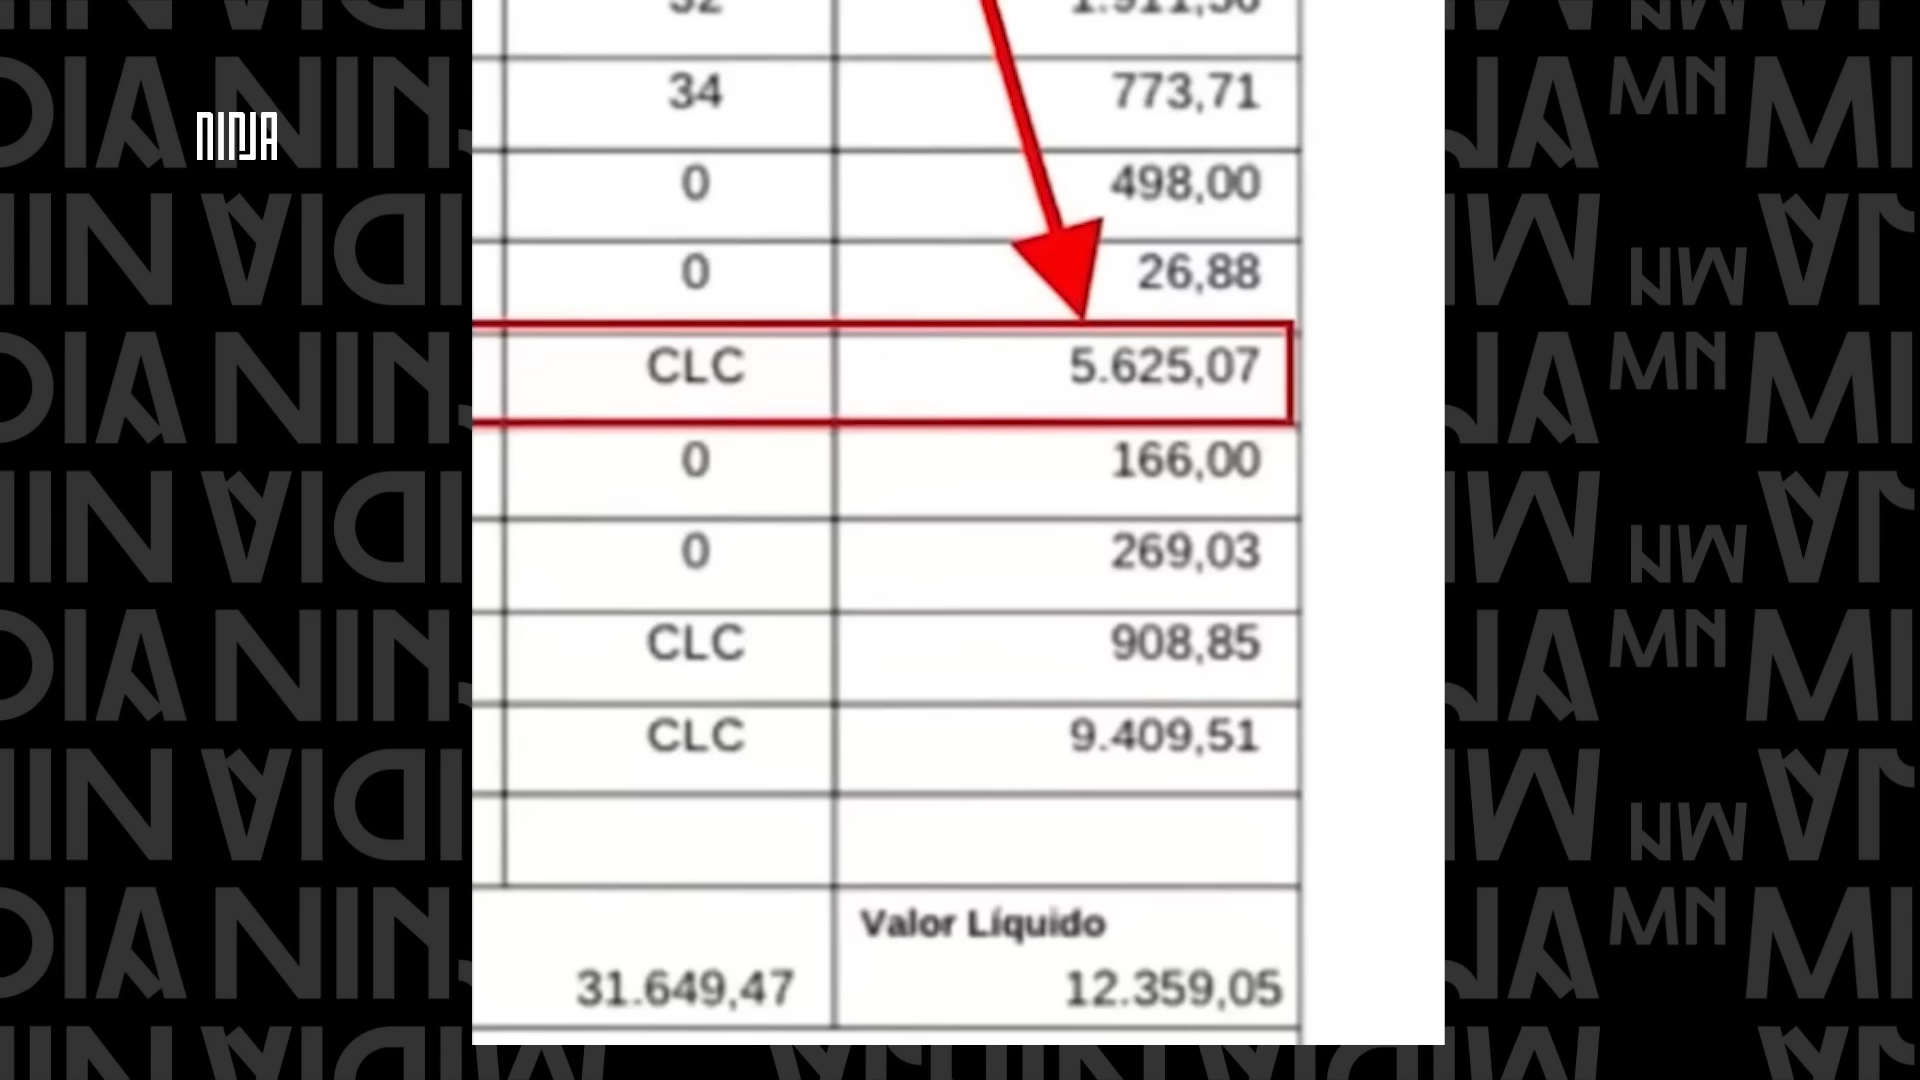 NINJA
34 773,71
0 498,00
0 26,88
CLC 5.625,07
0 166,00
0 269,03
CLC 908,85
CLC 9.409,51
Valor Líquido
31.649,47 12.359,05